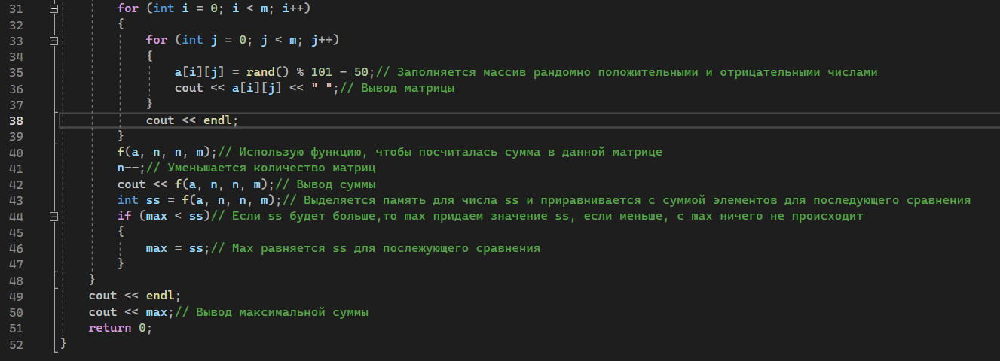 31 for (int i = 0; i < m; i++)
32 {
33 for (int j = 0; j < m; j++)
34 {
35 a[i][j] = rand() % 101 - 50;// Заполняется массив рандомно положительными и отрицательными числами
36 cout << a[i][j] << " ";// Вывод матрицы
37 }
38 cout << endl;
39 }
40 f(a, n, n, m);// Использую функцию, чтобы посчиталась сумма в данной матрице
41 n--;// Уменьшается количество матриц
42 cout << f(a, n, n, m);// Вывод суммы
43 int ss = f(a, n, n, m);// Выделяется память для числа ss и приравнивается с суммой элементов для последующего сравнения
44 if (max < ss)// Если ss будет больше,то max придаем значение ss, если меньше, с max ничего не происходит
45 {
46 max = ss;// Max равняется ss для послежующего сравнения
47 }
48 }
49 cout << endl;
50 cout << max;// Вывод максимальной суммы
51 return 0;
52 }